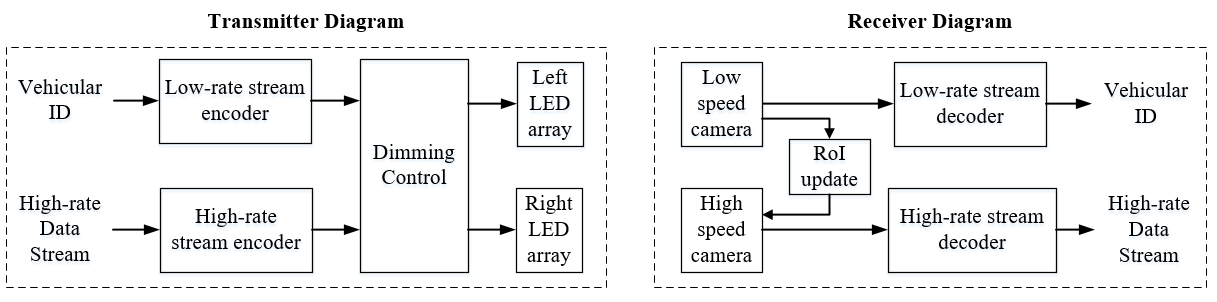 Transmitter Diagram
Vehicular
ID
Low-rate stream
encoder
Left
LED
array
Dimming
Control
High-rate
Data
Stream
High-rate
stream encoder
Right
LED
array
Receiver Diagram
Low
speed
camera
Low-rate stream
decoder
Vehicular
ID
RoI
update
High
speed
camera
High-rate stream
decoder
High-rate
Data
Stream